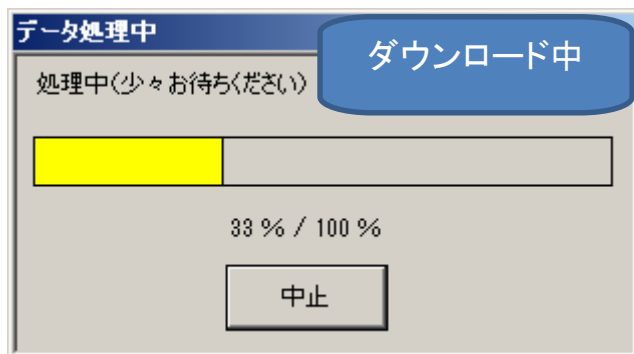 データ処理中
ダウンロード中
処理中(少々お待ちください)
33 % / 100 %
中止